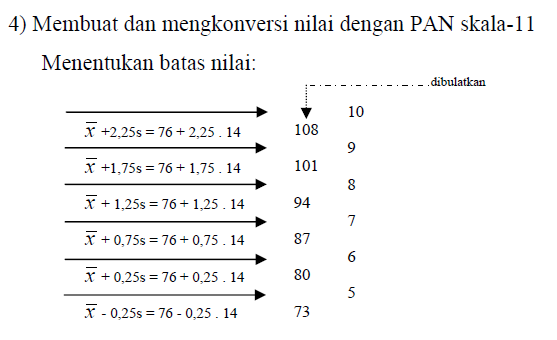 4) Membuat dan mengkonversi nilai dengan PAN skala-11
Menentukan batas nilai:
dibulatkan
10
x̅ +2,25s = 76 + 2,25 . 14 108
9
x̅ +1,75s = 76 + 1,75 . 14 101
8
x̅ + 1,25s = 76 + 1,25 . 14 94
7
x̅ + 0,75s = 76 + 0,75 . 14 87
6
x̅ + 0,25s = 76 + 0,25 . 14 80
5
x̅ - 0,25s = 76 - 0,25 . 14 73